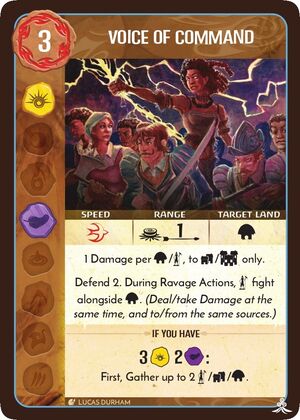 3
VOICE OF COMMAND
SPEED RANGE TARGET LAND
1
1 Damage per / , to / only.
Defend 2. During Ravage Actions, fight
alongside . (Deal/take Damage at the
same time, and to/from the same sources.)
IF YOU HAVE
3 2 :
First, Gather up to 2 / / .
LUCAS DURHAM